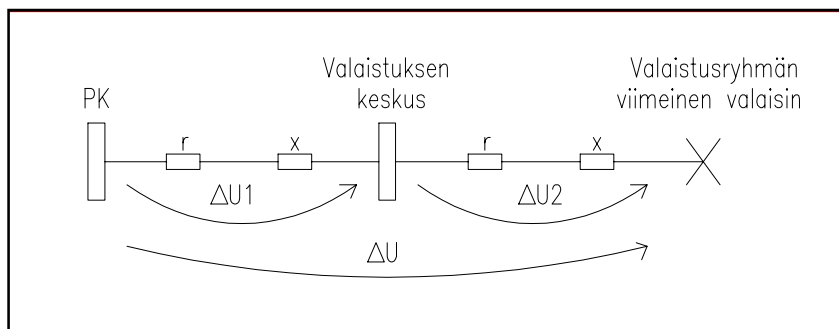 PK
Valaistuksen
keskus
Valaistusryhmän
viimeinen valaisin
r
x
r
x
ΔU1
ΔU2
ΔU